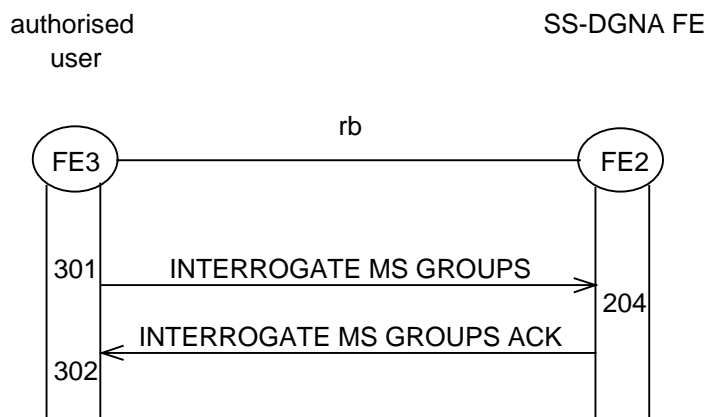 authorised
user
SS-DGNA FE
rb
FE3
FE2
301
INTERROGATE MS GROUPS
204
INTERROGATE MS GROUPS ACK
302